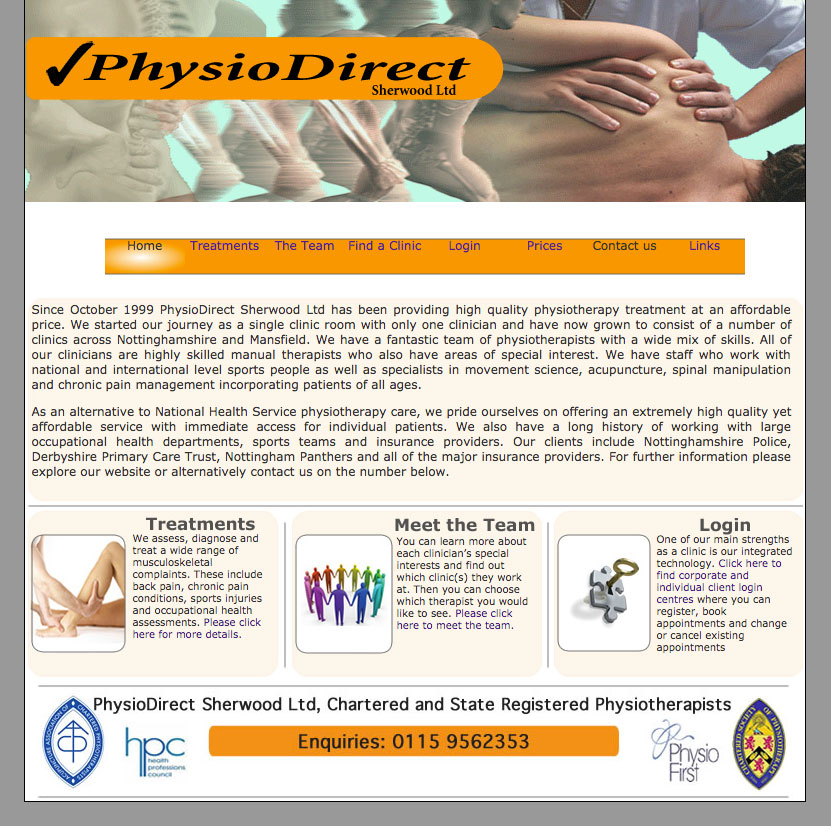 ✓PhysioDirect
Sherwood Ltd
Home Treatments The Team Find a Clinic Login Prices Contact us Links
Since October 1999 PhysioDirect Sherwood Ltd has been providing high quality physiotherapy treatment at an affordable
price. We started our journey as a single clinic room with only one clinician and have now grown to consist of a number of
clinics across Nottinghamshire and Mansfield. We have a fantastic team of physiotherapists with a wide mix of skills. All of
our clinicians are highly skilled manual therapists who also have areas of special interest. We have staff who work with
national and international level sports people as well as specialists in movement science, acupuncture, spinal manipulation
and chronic pain management incorporating patients of all ages.
As an alternative to National Health Service physiotherapy care, we pride ourselves on offering an extremely high quality yet
affordable service with immediate access for individual patients. We also have a long history of working with large
occupational health departments, sports teams and insurance providers. Our clients include Nottinghamshire Police,
Derbyshire Primary Care Trust, Nottingham Panthers and all of the major insurance providers. For further information please
explore our website or alternatively contact us on the number below.
Treatments
We assess, diagnose and
treat a wide range of
musculoskeletal
complaints. These include
back pain, chronic pain
conditions, sports injuries
and occupational health
assessments. Please click
here for more details.
Meet the Team
You can learn more about
each clinician's special
interests and find out
which clinic(s) they work
at. Then you can choose
which therapist you would
like to see. Please click
here to meet the team.
Login
One of our main strengths
as a clinic is our integrated
technology. Click here to
find corporate and
individual client login
centres where you can
register, book
appointments and change
or cancel existing
appointments
PhysioDirect Sherwood Ltd, Chartered and State Registered Physiotherapists
ACUPUNCTURE ASSOCIATION OF CHARTERED PHYSIOTHERAPISTS
hpc
health
professions
council
Enquiries: 0115 9562353
Physio
First
CHARTERED SOCIETY OF PHYSIOTHERAPY